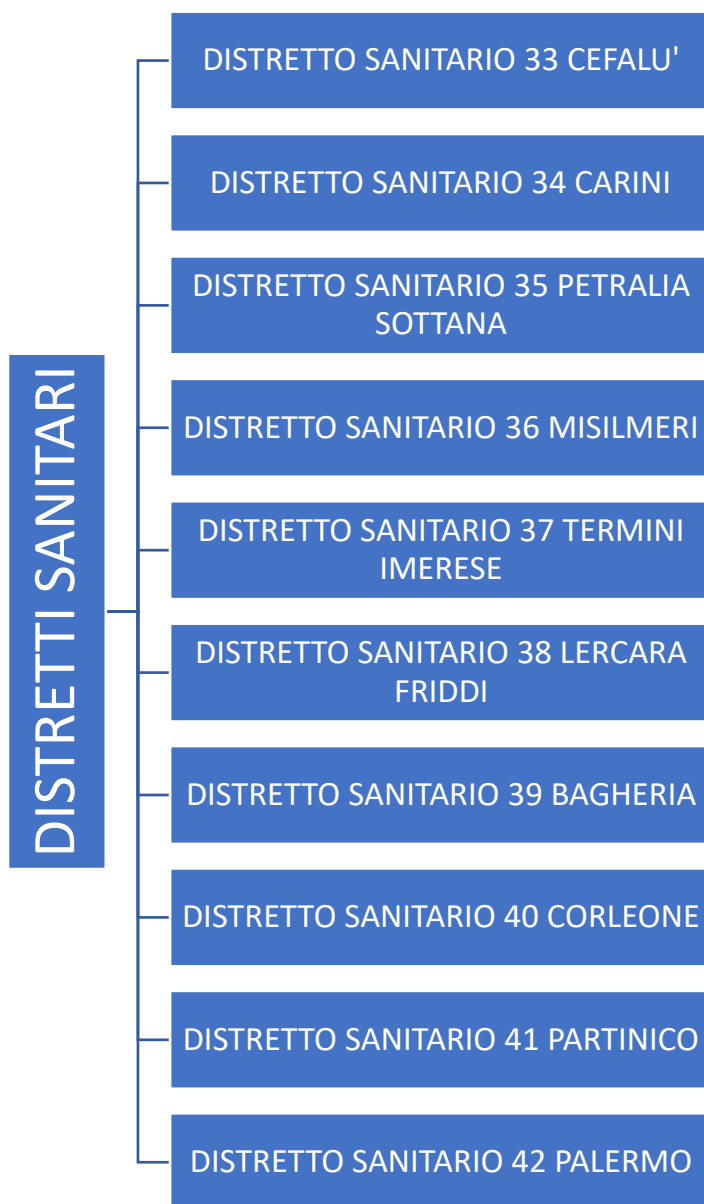 DISTRETTI SANITARI
DISTRETTO SANITARIO 33 CEFALU'
DISTRETTO SANITARIO 34 CARINI
DISTRETTO SANITARIO 35 PETRALIA
SOTTANA
DISTRETTO SANITARIO 36 MISILMERI
DISTRETTO SANITARIO 37 TERMINI
IMERESE
DISTRETTO SANITARIO 38 LERCARA
FRIDDI
DISTRETTO SANITARIO 39 BAGHERIA
DISTRETTO SANITARIO 40 CORLEONE
DISTRETTO SANITARIO 41 PARTINICO
DISTRETTO SANITARIO 42 PALERMO